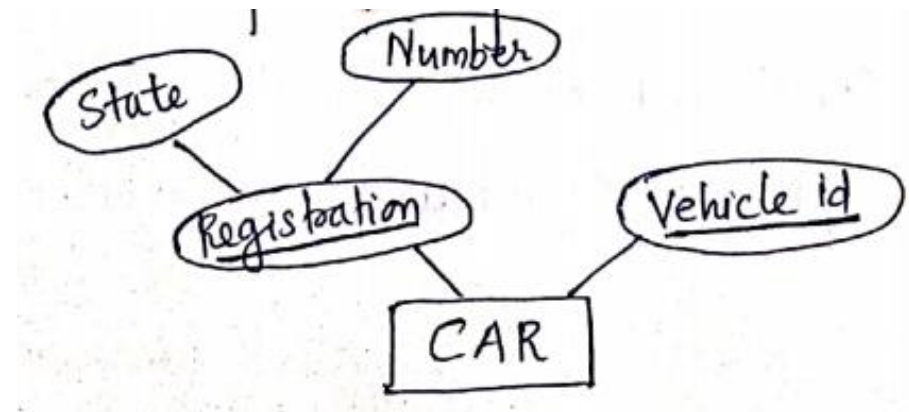 Number
State
Registration
Vehicle Id
CAR